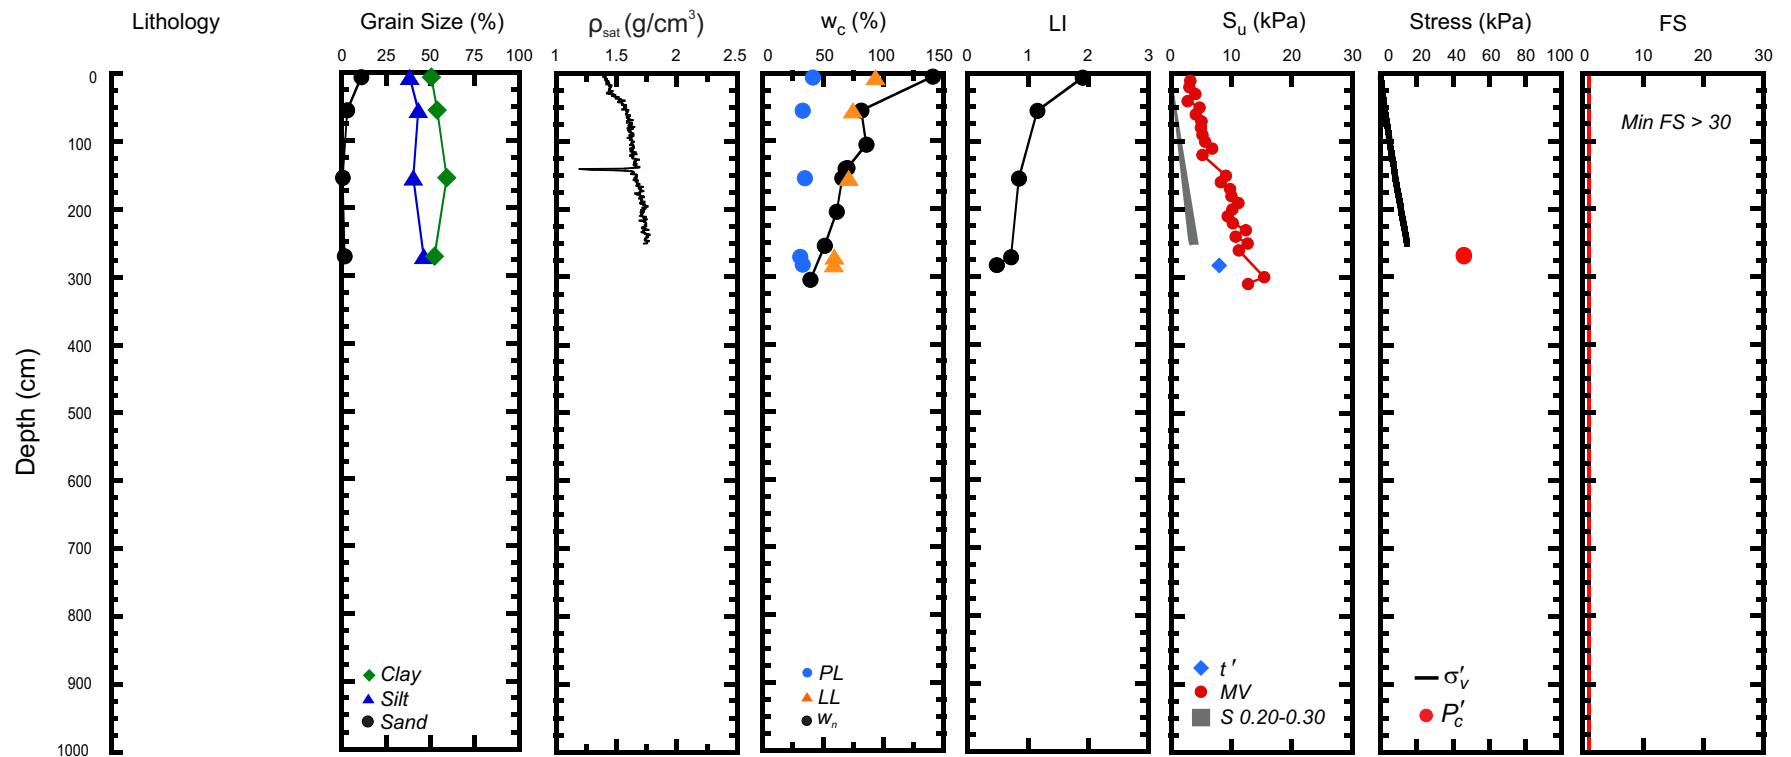 Lithology
Grain Size (%)
ρsat (g/cm³)
wc (%)
LI
Su (kPa)
Stress (kPa)
FS
0 25 50 75 100
1 1.5 2 2.5
0 50 100 150
0 1 2 3
0 10 20 30
0 20 40 60 80 100
0 10 20 30
Depth (cm)
0
100
200
300
400
500
600
700
800
900
1000
Min FS > 30
Clay
Silt
Sand
PL
LL
wn
t′
MV
S 0.20-0.30
σ′v
P′c